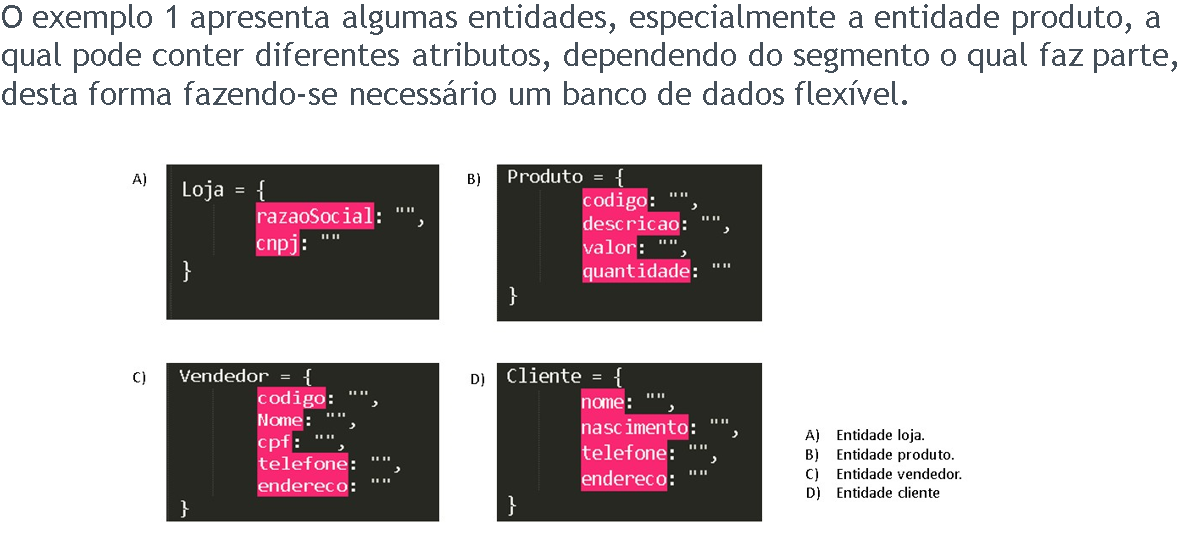 O exemplo 1 apresenta algumas entidades, especialmente a entidade produto, a
qual pode conter diferentes atributos, dependendo do segmento o qual faz parte,
desta forma fazendo-se necessário um banco de dados flexível.
A)
Loja = {
razaoSocial: "",
cnpj: ""
}
B)
Produto = {
codigo: "",
descricao: "",
valor: "",
quantidade: ""
}
C)
Vendedor = {
codigo: "",
Nome: "",
cpf: "",
telefone: "",
endereco: ""
}
D)
Cliente = {
nome: "",
nascimento: "",
telefone: "",
endereco: ""
}
A) Entidade loja.
B) Entidade produto.
C) Entidade vendedor.
D) Entidade cliente